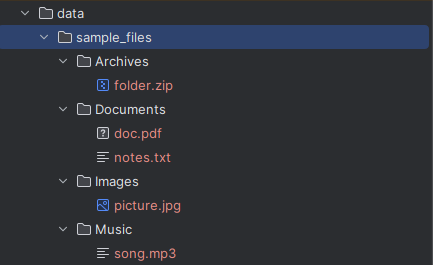 data
sample_files
Archives
folder.zip
Documents
doc.pdf
notes.txt
Images
picture.jpg
Music
song.mp3